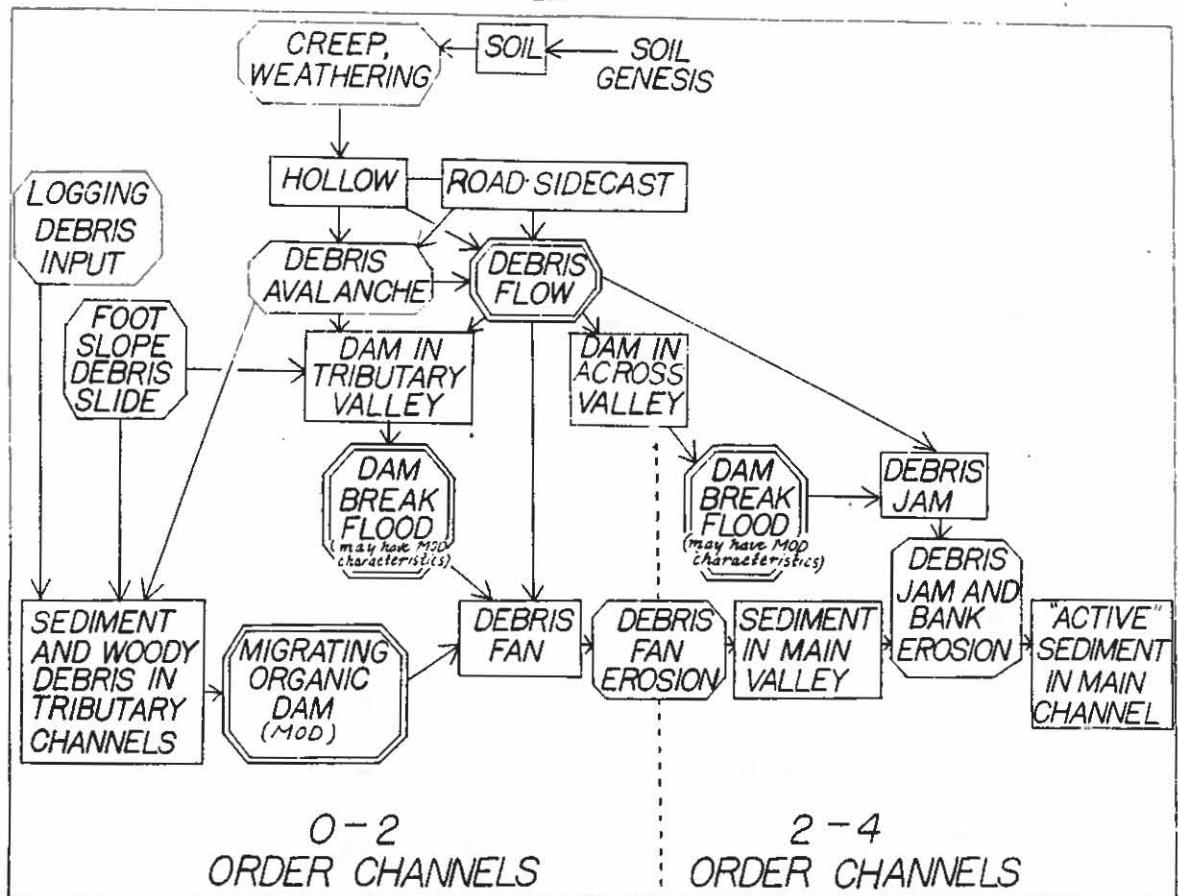 CREEP,
WEATHERING
SOIL
SOIL
GENESIS
HOLLOW
ROAD SIDECAST
LOGGING
DEBRIS
INPUT
DEBRIS
AVALANCHE
DEBRIS
FLOW
FOOT
SLOPE
DEBRIS
SLIDE
DAM IN
TRIBUTARY
VALLEY
DAM IN
ACROSS
VALLEY
DAM
BREAK
FLOOD
(may have MOD
characteristics)
DAM
BREAK
FLOOD
(may have MOD
characteristics)
DEBRIS
JAM
SEDIMENT
AND WOODY
DEBRIS IN
TRIBUTARY
CHANNELS
MIGRATING
ORGANIC
DAM
(MOD)
DEBRIS
FAN
DEBRIS
FAN
EROSION
SEDIMENT
IN MAIN
VALLEY
DEBRIS
JAM AND
BANK
EROSION
"ACTIVE"
SEDIMENT
IN MAIN
CHANNEL
0-2
ORDER CHANNELS
2-4
ORDER CHANNELS